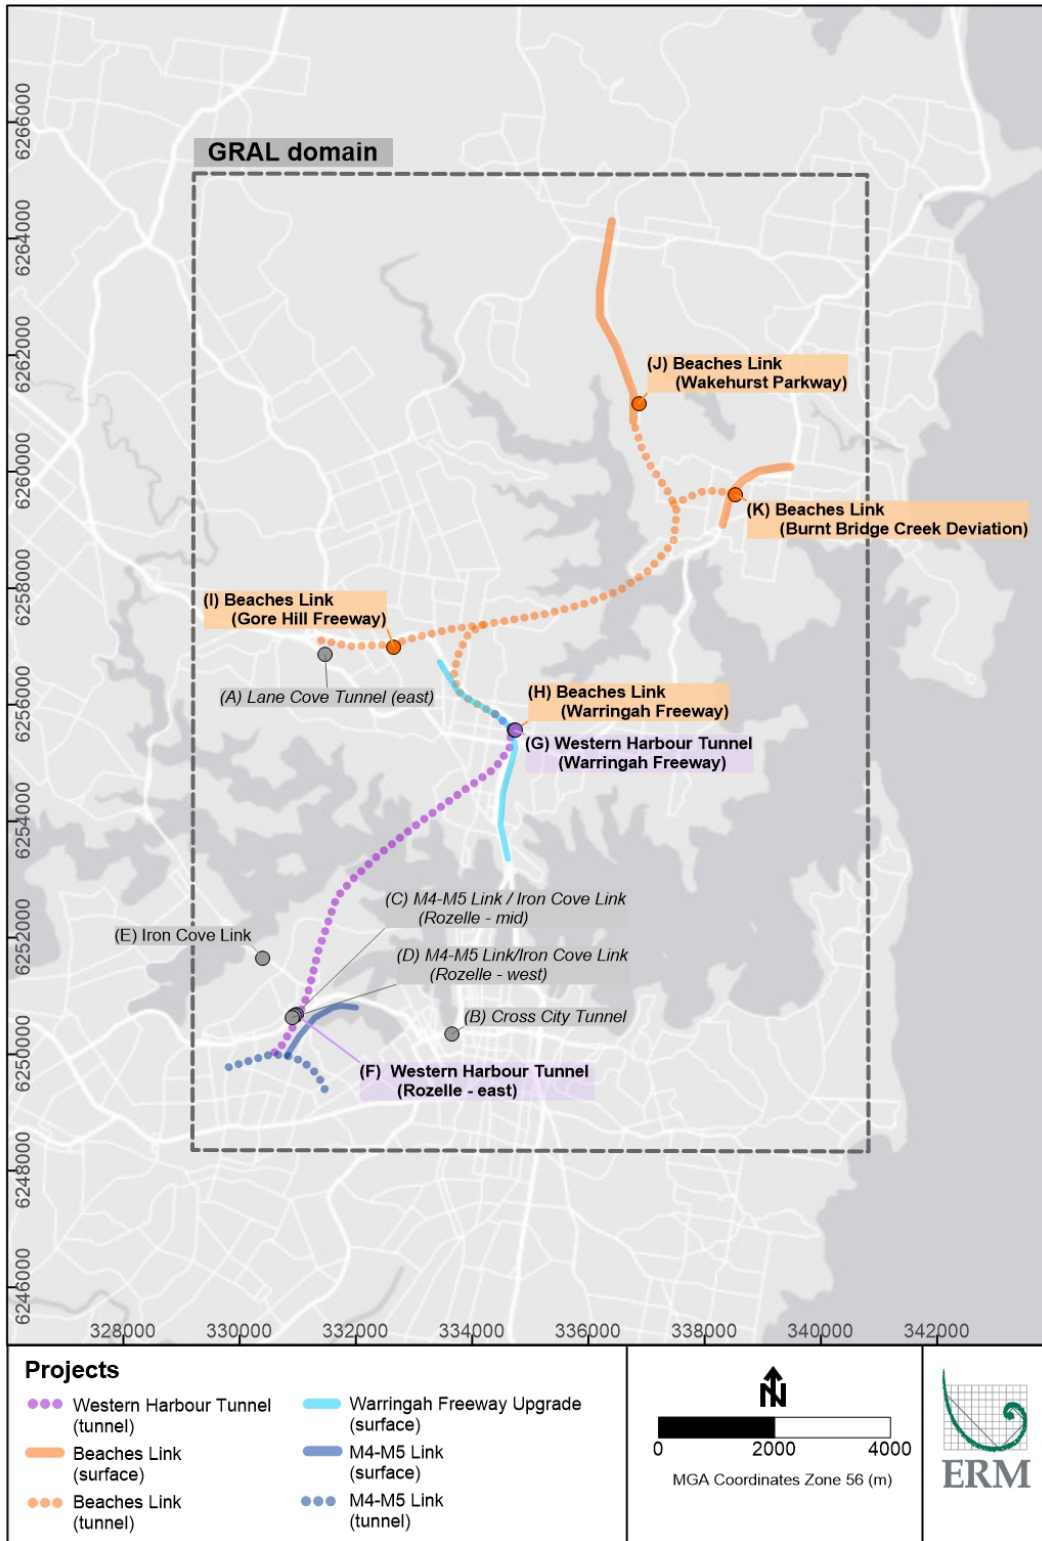 GRAL domain
6266000
6264000
6262000
6260000
6258000
6256000
6254000
6252000
6250000
6248000
6246000
(J) Beaches Link
(Wakehurst Parkway)
(K) Beaches Link
(Burnt Bridge Creek Deviation)
(I) Beaches Link
(Gore Hill Freeway)
(A) Lane Cove Tunnel (east)
(H) Beaches Link
(Warringah Freeway)
(G) Western Harbour Tunnel
(Warringah Freeway)
(C) M4-M5 Link / Iron Cove Link
(Rozelle - mid)
(E) Iron Cove Link
(D) M4-M5 Link/Iron Cove Link
(Rozelle - west)
(B) Cross City Tunnel
(F) Western Harbour Tunnel
(Rozelle - east)
328000 330000 332000 334000 336000 338000 340000 342000
Projects
Western Harbour Tunnel
(tunnel)
Beaches Link
(surface)
Beaches Link
(tunnel)
Warringah Freeway Upgrade
(surface)
M4-M5 Link
(surface)
M4-M5 Link
(tunnel)
N
0 2000 4000
MGA Coordinates Zone 56 (m)
ERM